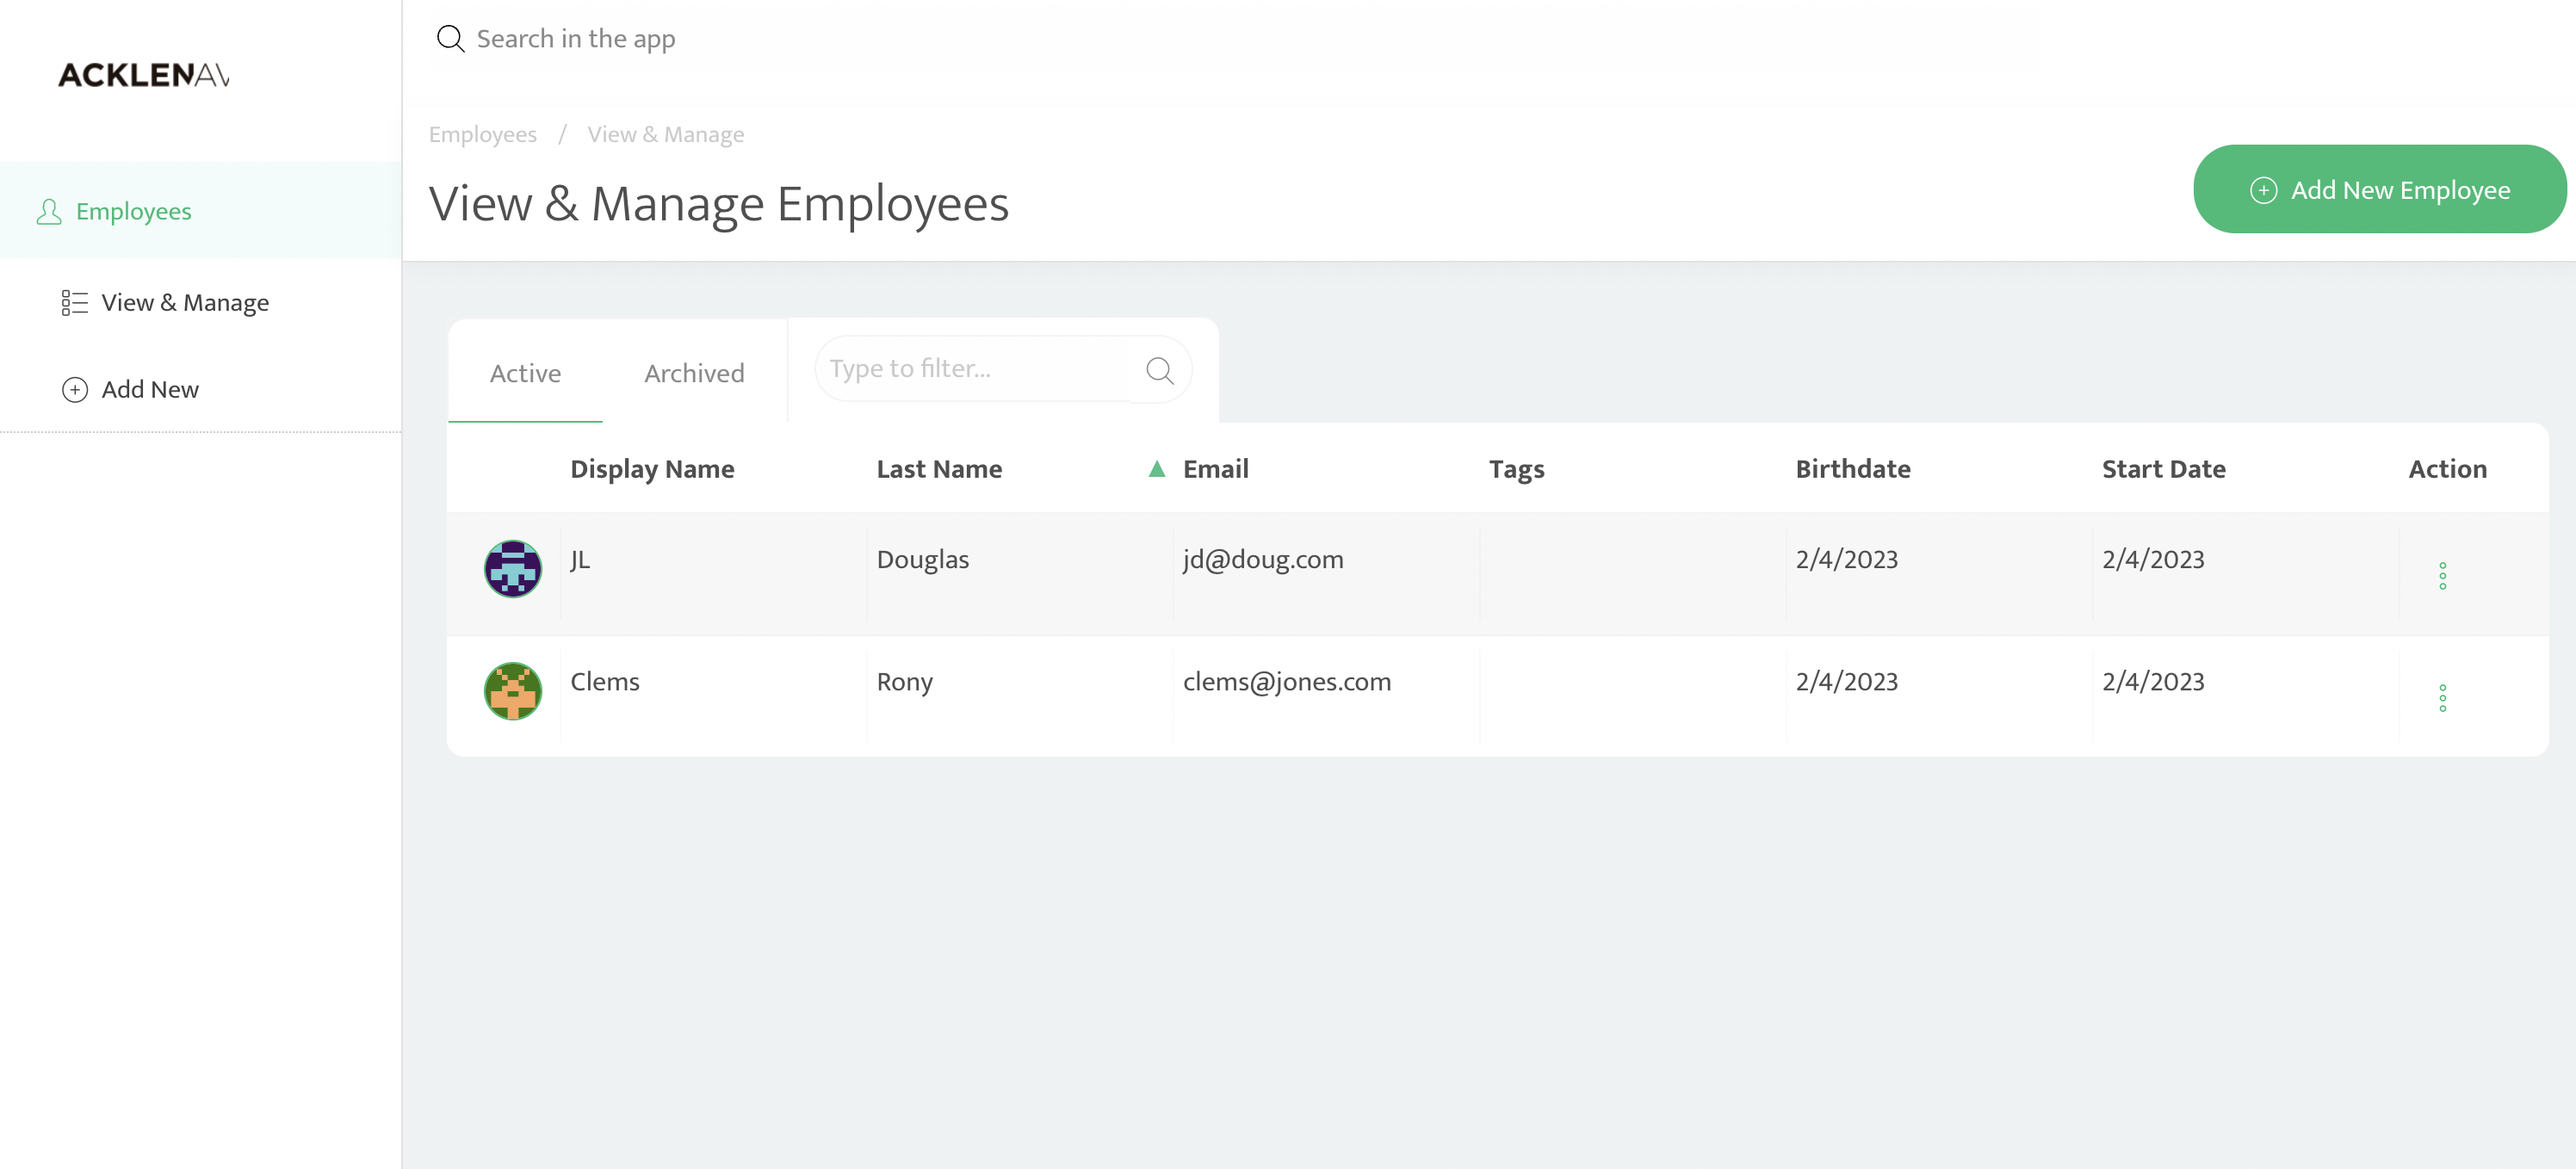 ACKLENAV
Search in the app
Employees / View & Manage
View & Manage Employees
Add New Employee
Employees
View & Manage
Add New
Active Archived Type to filter...
Display Name Last Name ▲ Email Tags Birthdate Start Date Action
JL Douglas jd@doug.com 2/4/2023 2/4/2023
Clems Rony clems@jones.com 2/4/2023 2/4/2023